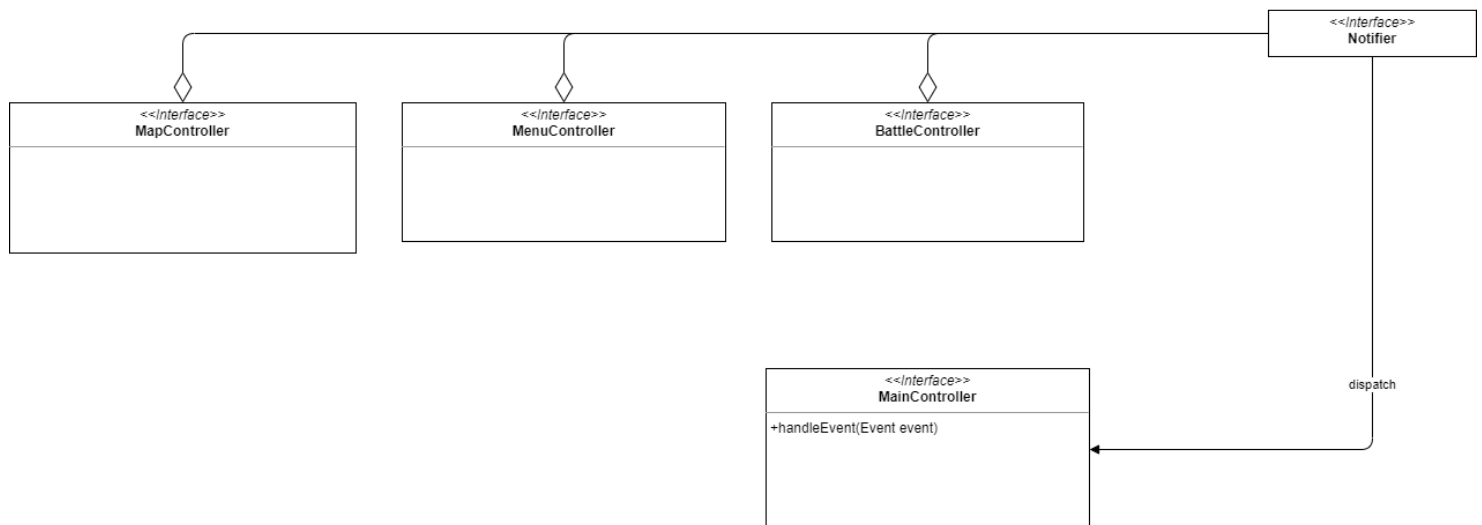 <<Interface>>
Notifier
<<Interface>>
MapController
<<Interface>>
MenuController
<<Interface>>
BattleController
<<Interface>>
MainController
+handleEvent(Event event)
dispatch